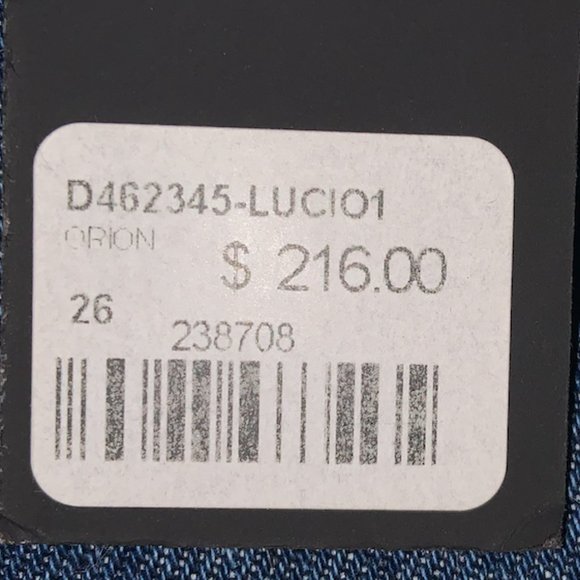 D462345-LUCIO1
ORION
$ 216.00
26
238708